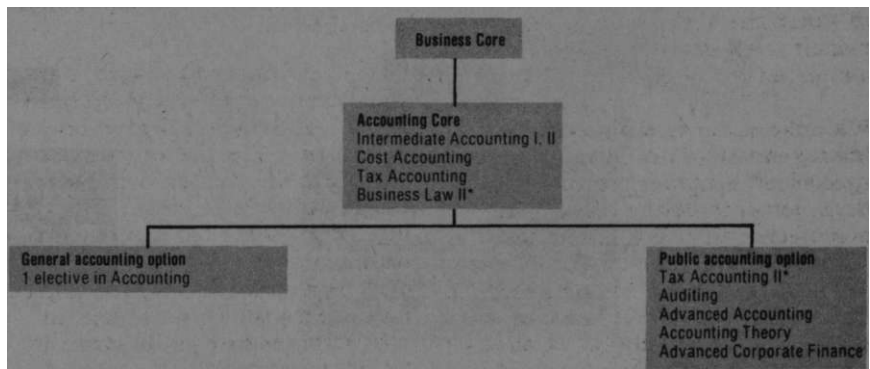 Business Core
Accounting Core
Intermediate Accounting I, II
Cost Accounting
Tax Accounting
Business Law II*
General accounting option
1 elective in Accounting
Public accounting option
Tax Accounting II*
Auditing
Advanced Accounting
Accounting Theory
Advanced Corporate Finance